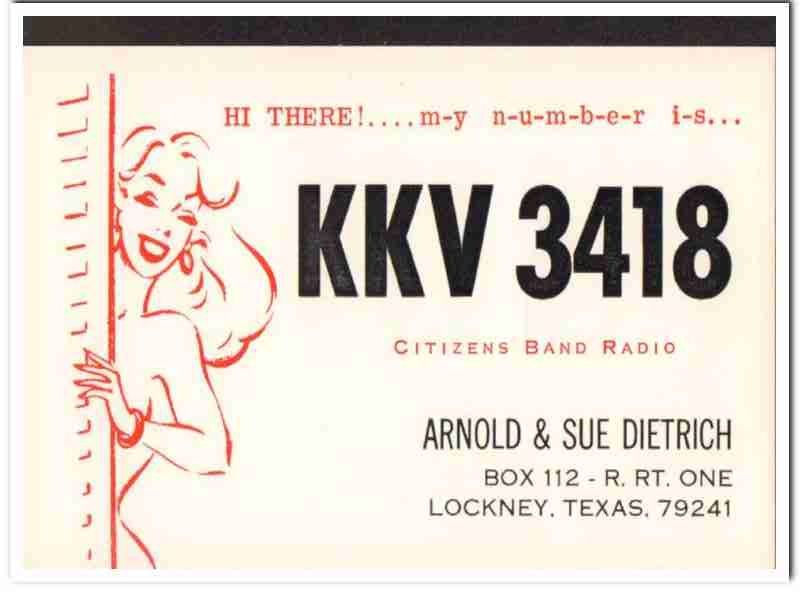 HI THERE!....m-y n-u-m-b-e-r i-s...
KKV 3418
CITIZENS BAND RADIO
ARNOLD & SUE DIETRICH
BOX 112 - R. RT. ONE
LOCKNEY, TEXAS, 79241